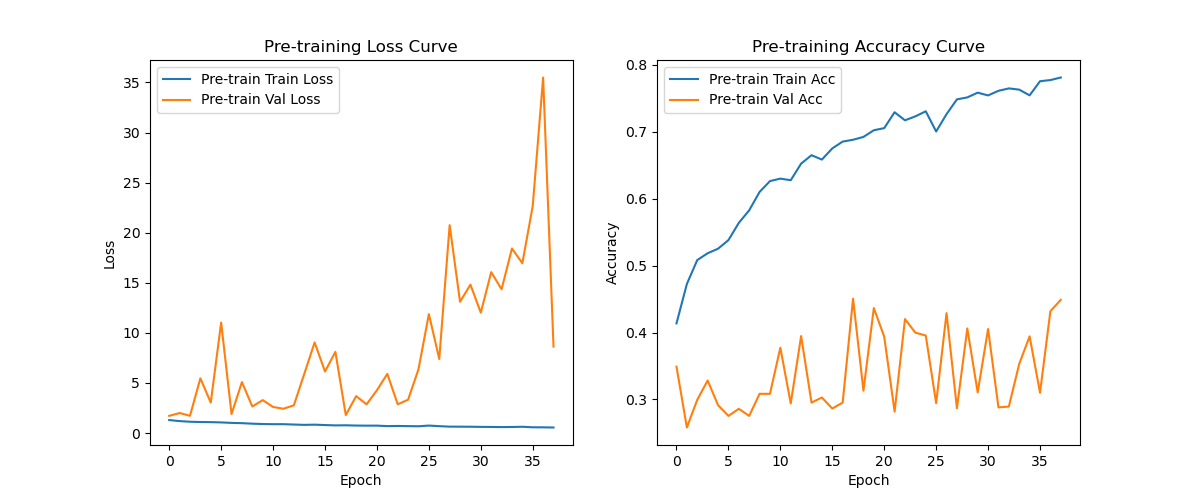 Pre-training Loss Curve
Pre-train Train Loss
Pre-train Val Loss
35
30
25
20
15
10
5
0
Loss
0 5 10 15 20 25 30 35
Epoch
Pre-training Accuracy Curve
Pre-train Train Acc
Pre-train Val Acc
0.8
0.7
0.6
0.5
0.4
0.3
Accuracy
0 5 10 15 20 25 30 35
Epoch